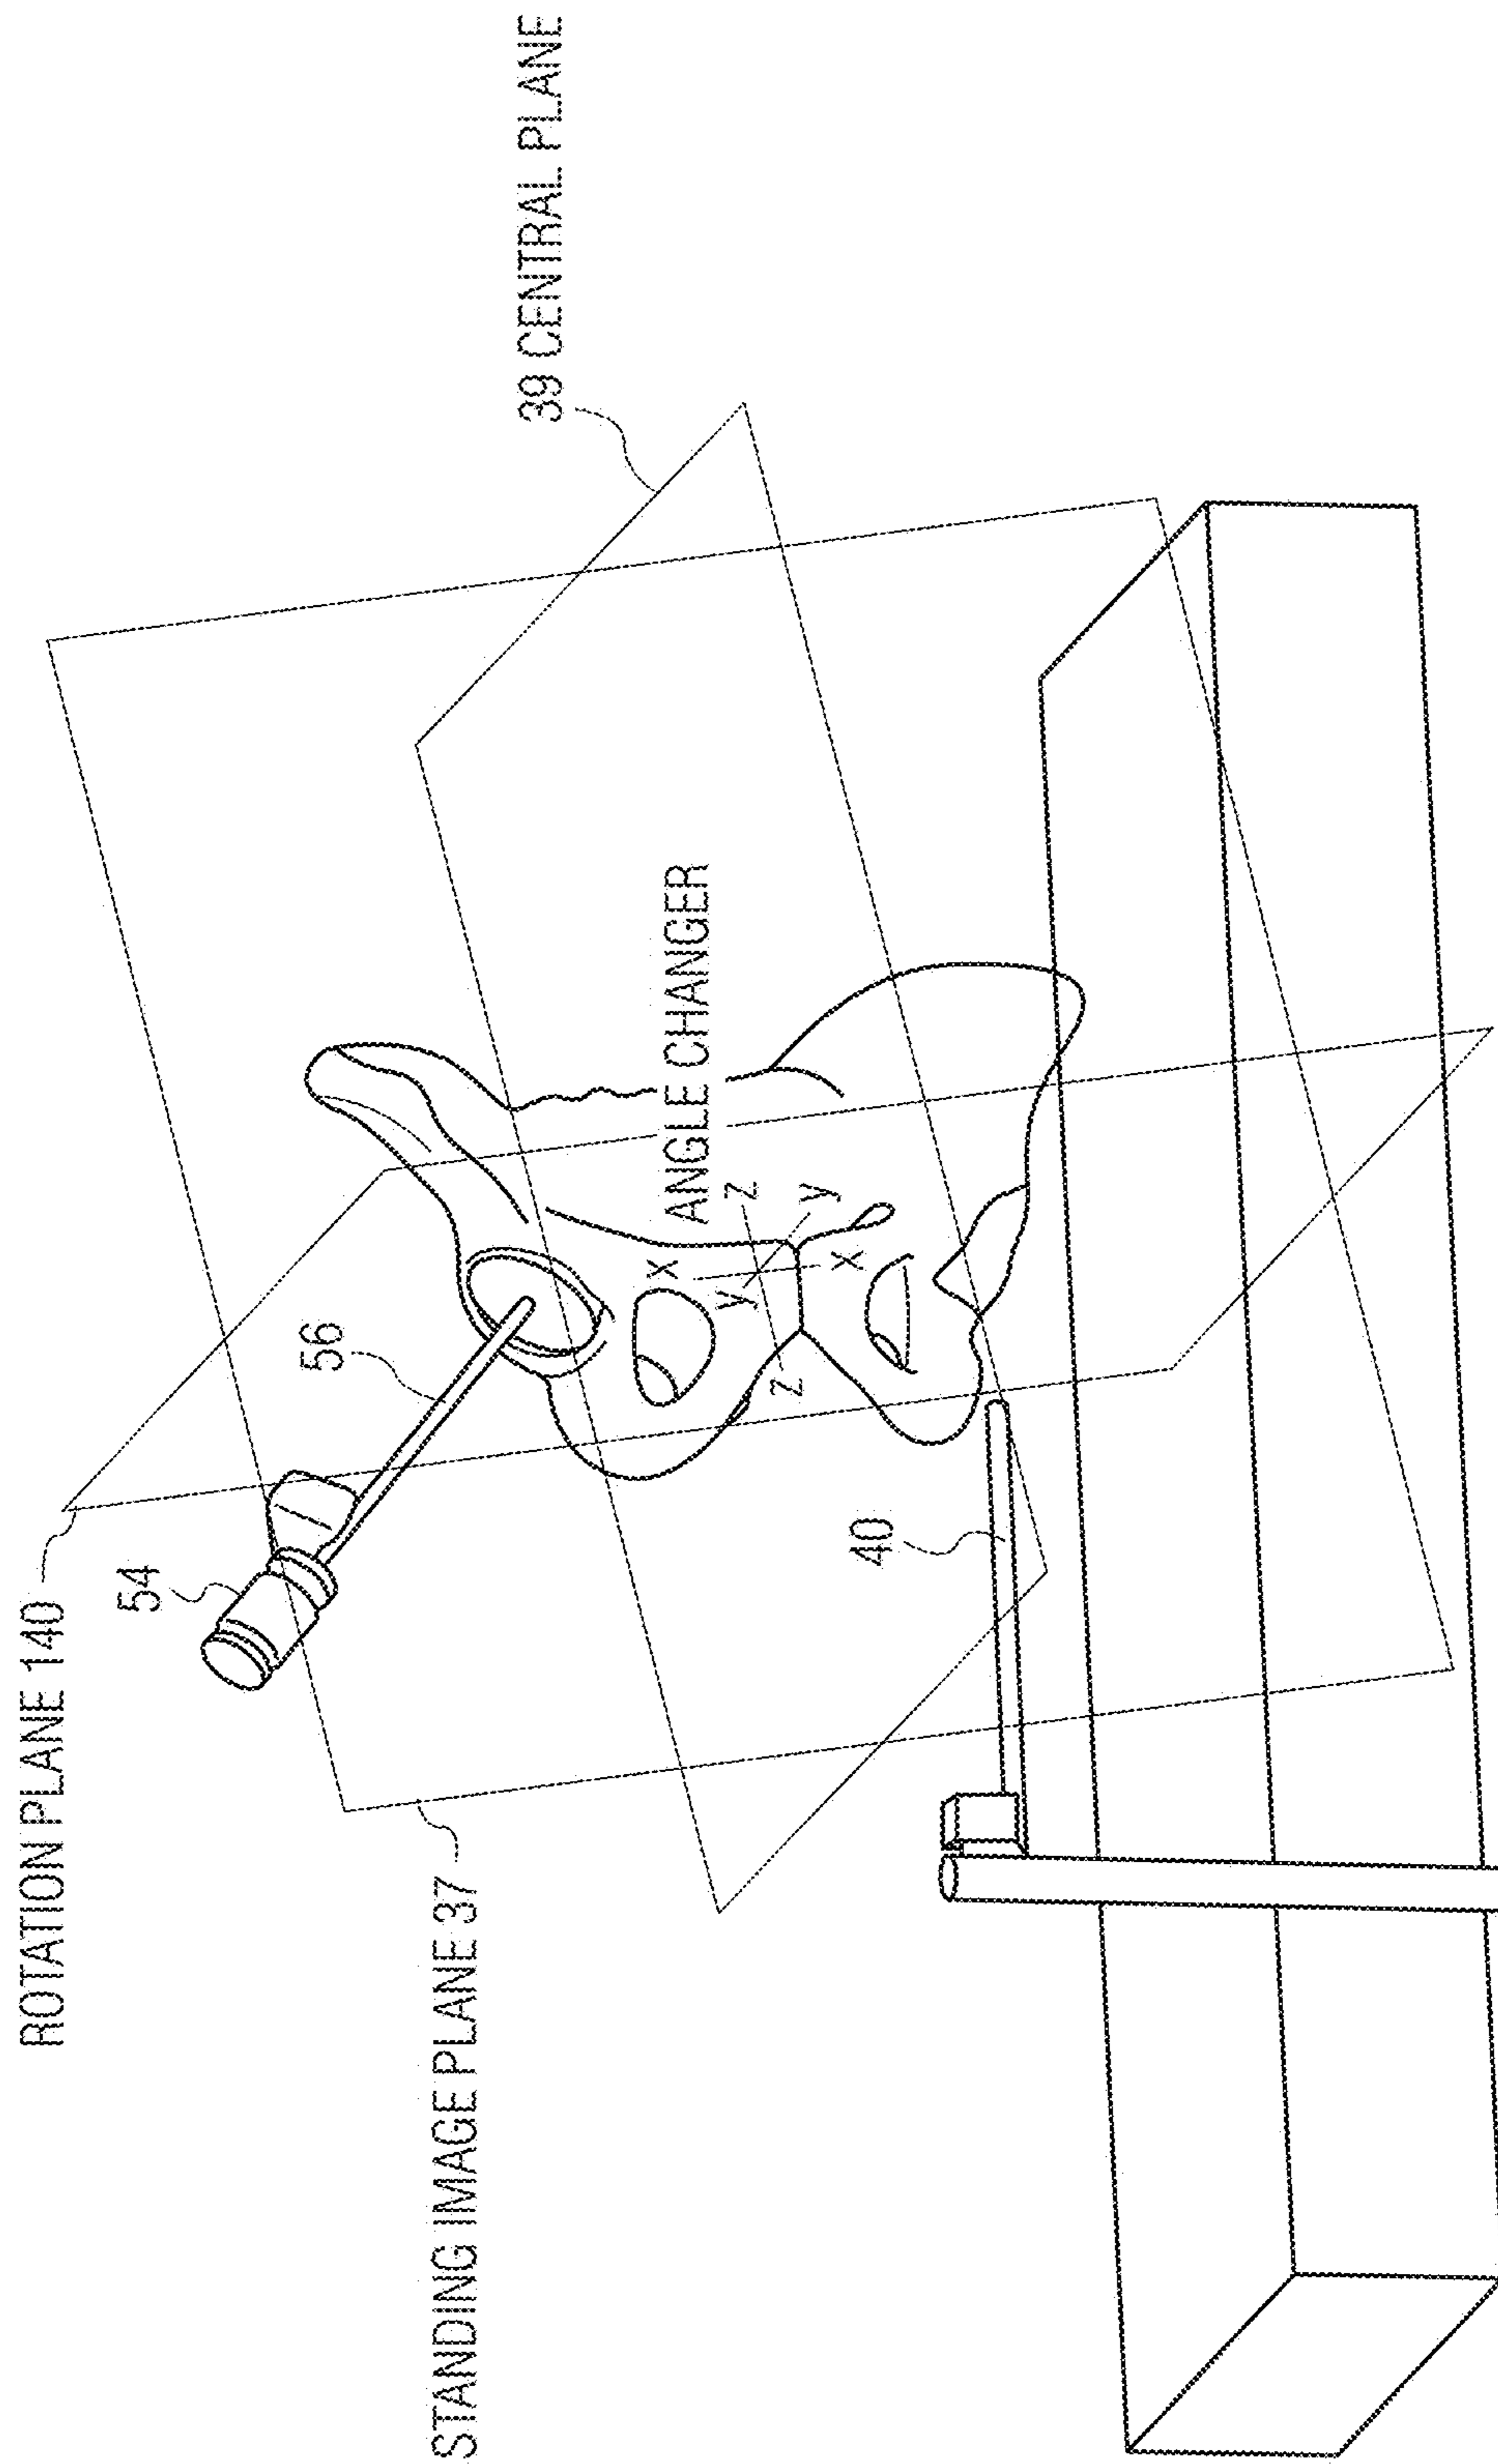 ROTATION PLANE 140
54
56
STANDING IMAGE PLANE 37
39 CENTRAL PLANE
ANGLE CHANGER
x
z
y
y
x
z
40